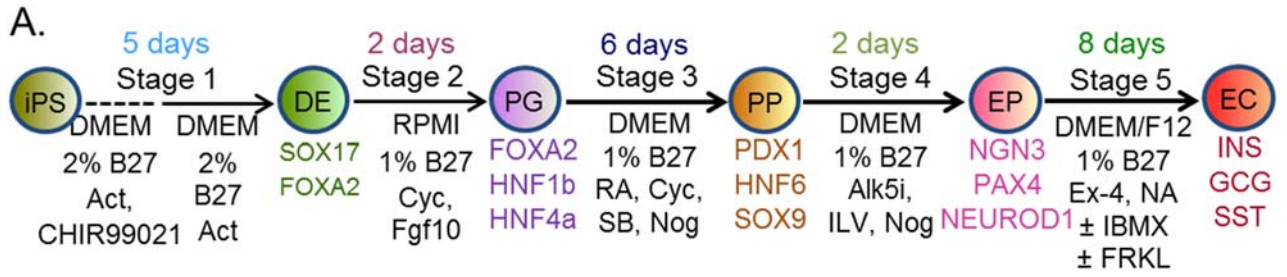 A.
5 days
Stage 1
2 days
Stage 2
6 days
Stage 3
2 days
Stage 4
8 days
Stage 5
iPS
DE
PG
PP
EP
EC
DMEM
2% B27
Act,
CHIR99021
DMEM
2%
B27
Act
SOX17
FOXA2
RPMI
1% B27
Cyc,
Fgf10
FOXA2
HNF1b
HNF4a
DMEM
1% B27
RA, Cyc,
SB, Nog
PDX1
HNF6
SOX9
DMEM
1% B27
Alk5i,
ILV, Nog
NGN3
PAX4
NEUROD1
DMEM/F12
1% B27
Ex-4, NA
± IBMX
± FRKL
INS
GCG
SST